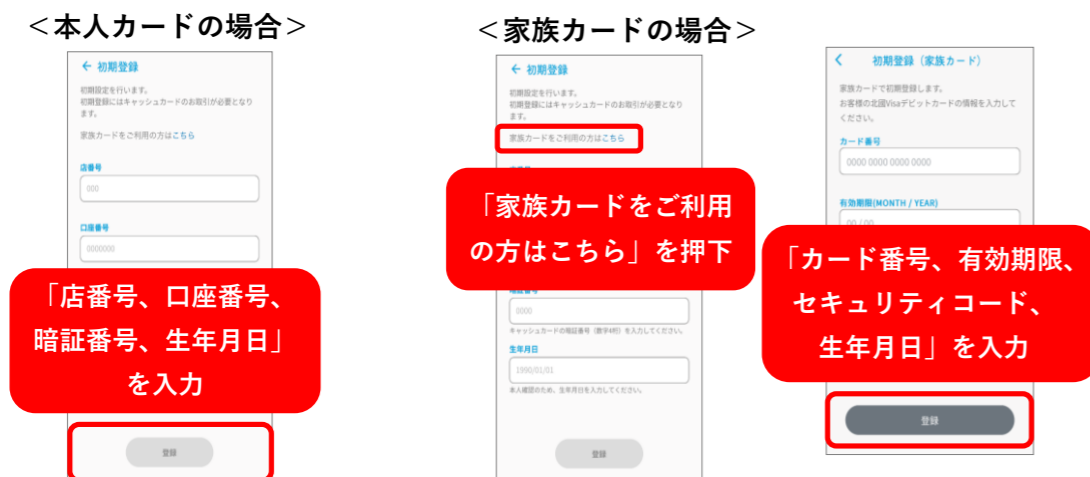 ＜本人カードの場合＞
← 初期登録
初期設定を行います。
初期登録にはキャッシュカードのお取引が必要となり
ます。
家族カードをご利用の方はこちら
店番号
000
口座番号
0000000
「店番号、口座番号、
暗証番号、生年月日」
を入力
登録
＜家族カードの場合＞
← 初期登録
初期設定を行います。
初期登録にはキャッシュカードのお取引が必要となり
ます。
家族カードをご利用の方はこちら
「家族カードをご利用
の方はこちら」を押下
暗証番号
0000
キャッシュカードの暗証番号（数字4桁）を入力してください。
生年月日
1990/01/01
本人確認のため、生年月日を入力してください。
登録
初期登録（家族カード）
家族カードで初期登録します。
お客様の北國Visaデビットカードの情報を入力して
ください。
カード番号
0000 0000 0000 0000
有効期限(MONTH / YEAR)
00 / 00
「カード番号、有効期限、
セキュリティコード、
生年月日」を入力
登録